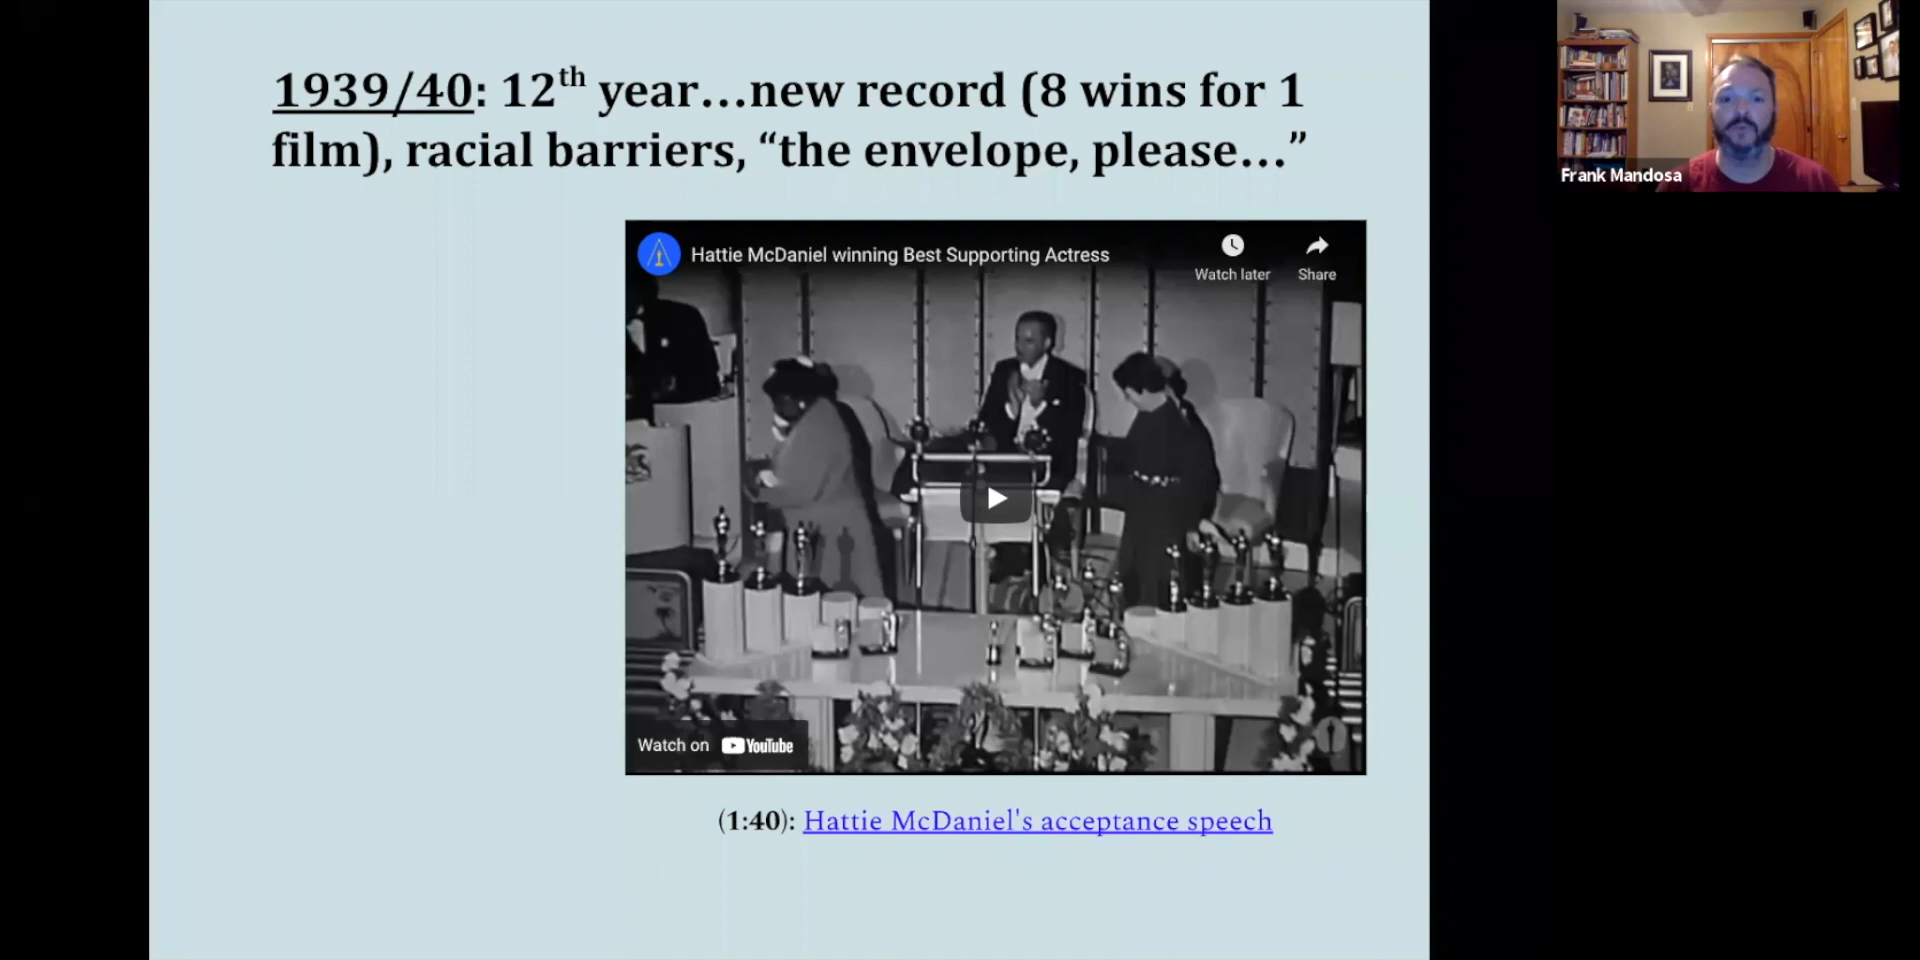 1939/40: 12th year...new record (8 wins for 1
film), racial barriers, “the envelope, please...”
Hattie McDaniel winning Best Supporting Actress
Watch later
Share
Watch on YouTube
(1:40): Hattie McDaniel's acceptance speech
Frank Mandosa